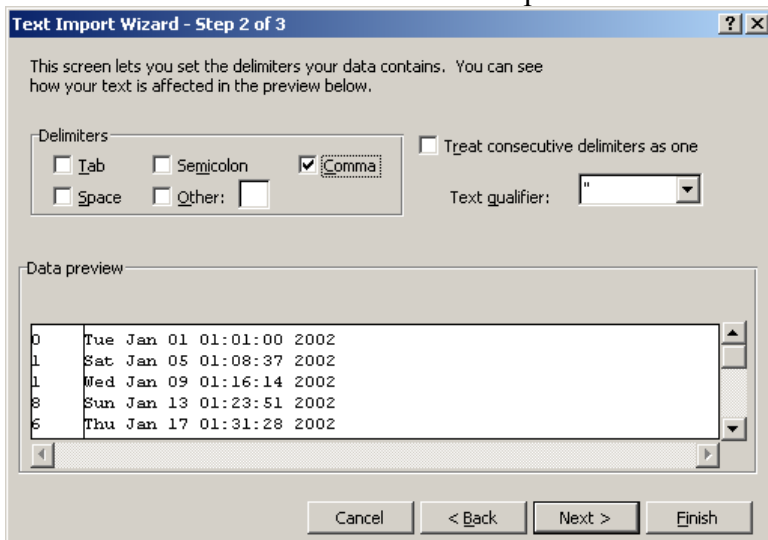 Text Import Wizard - Step 2 of 3
This screen lets you set the delimiters your data contains. You can see
how your text is affected in the preview below.
Delimiters
Tab Semicolon Comma
Space Other:
Treat consecutive delimiters as one
Text qualifier: "
Data preview
0 Tue Jan 01 01:01:00 2002
1 Sat Jan 05 01:08:37 2002
1 Wed Jan 09 01:16:14 2002
8 Sun Jan 13 01:23:51 2002
6 Thu Jan 17 01:31:28 2002
Cancel < Back Next > Finish